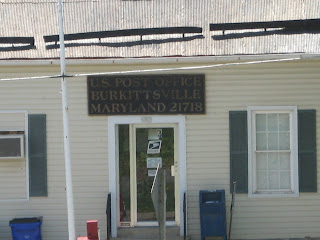 U.S. POST OFFICE
BURKITTSVILLE
MARYLAND 21718